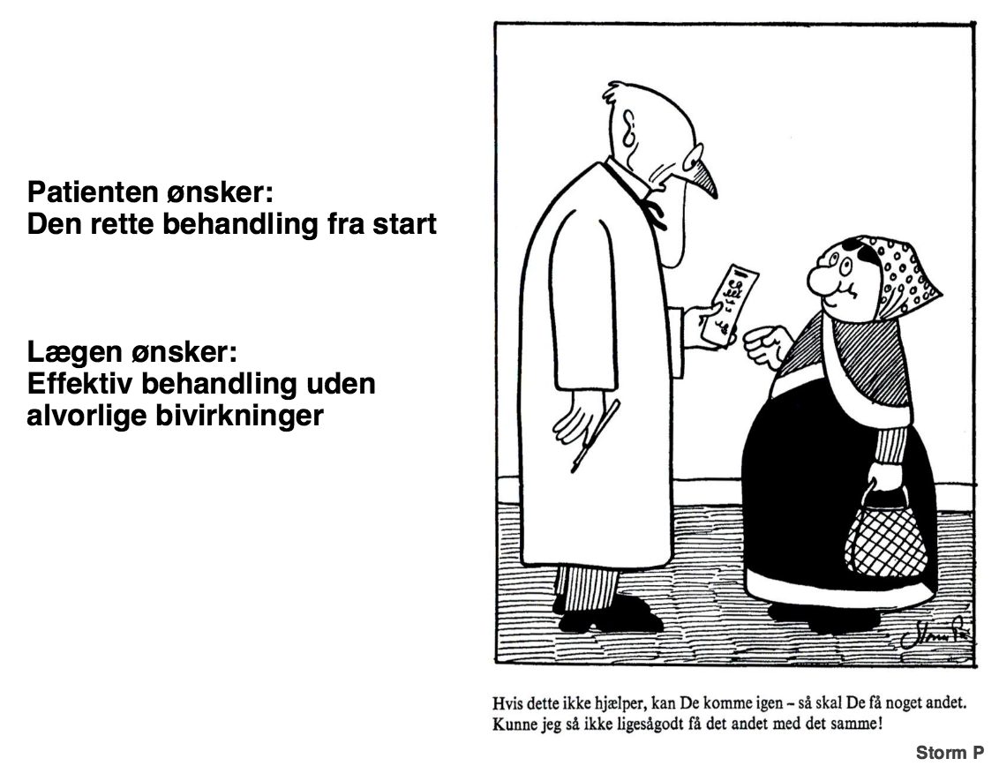 Patienten ønsker:
Den rette behandling fra start
Lægen ønsker:
Effektiv behandling uden
alvorlige bivirkninger
Storm P.
Hvis dette ikke hjælper, kan De komme igen – så skal De få noget andet.
Kunne jeg så ikke ligesågodt få det andet med det samme!
Storm P